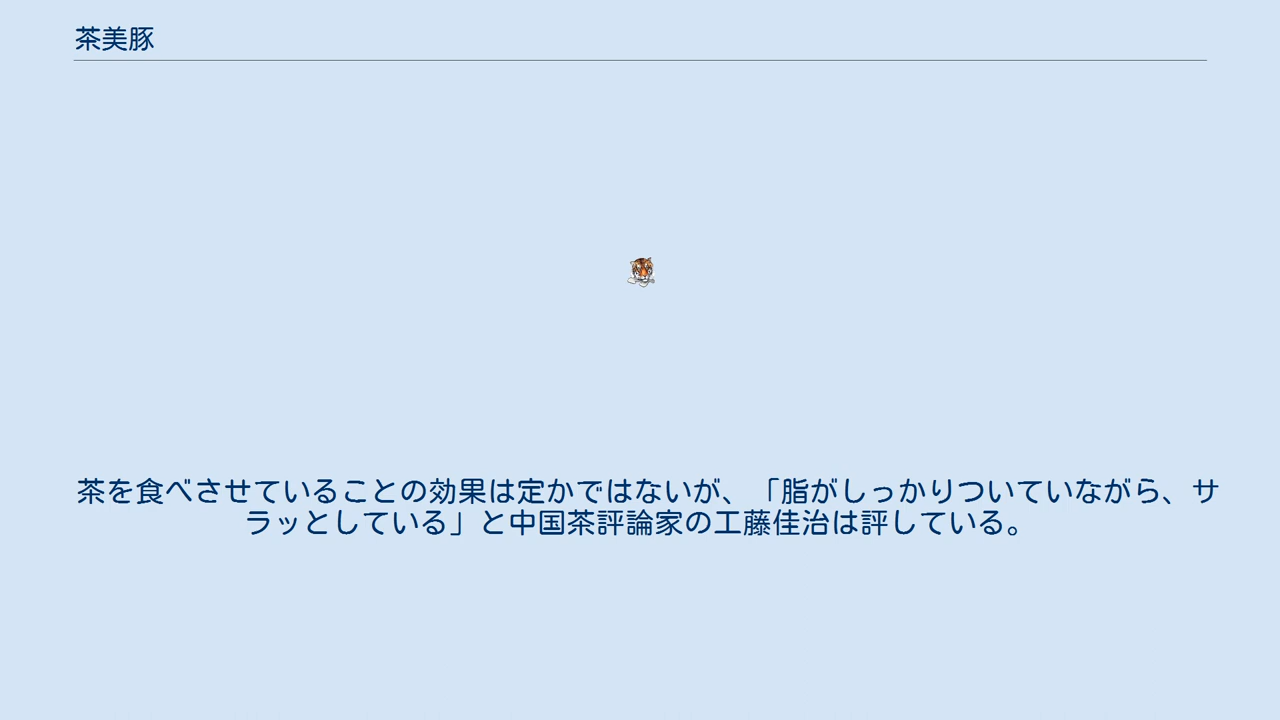 茶美豚
茶を食べさせていることの効果は定かではないが、「脂がしっかりついていながら、サ
ラッとしている」と中国茶評論家の工藤佳治は評している。